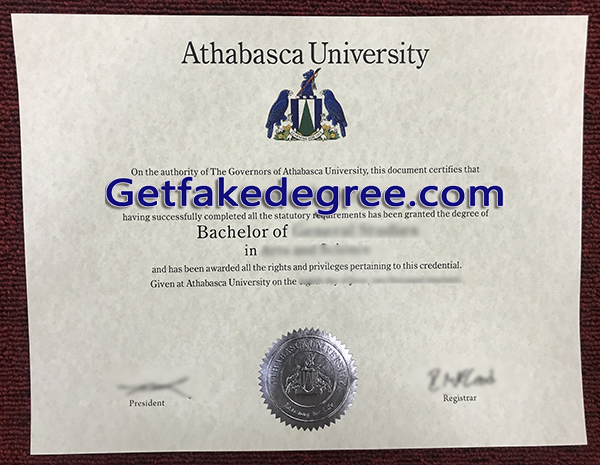 Athabasca University
On the authority of The Governors of Athabasca University, this document certifies that
Getfakedegree.com
having successfully completed all the statutory requirements has been granted the degree of
Bachelor of
in
and has been awarded all the rights and privileges pertaining to this credential.
Given at Athabasca University on the
ATHABASCA UNIVERSITY
President
Registrar